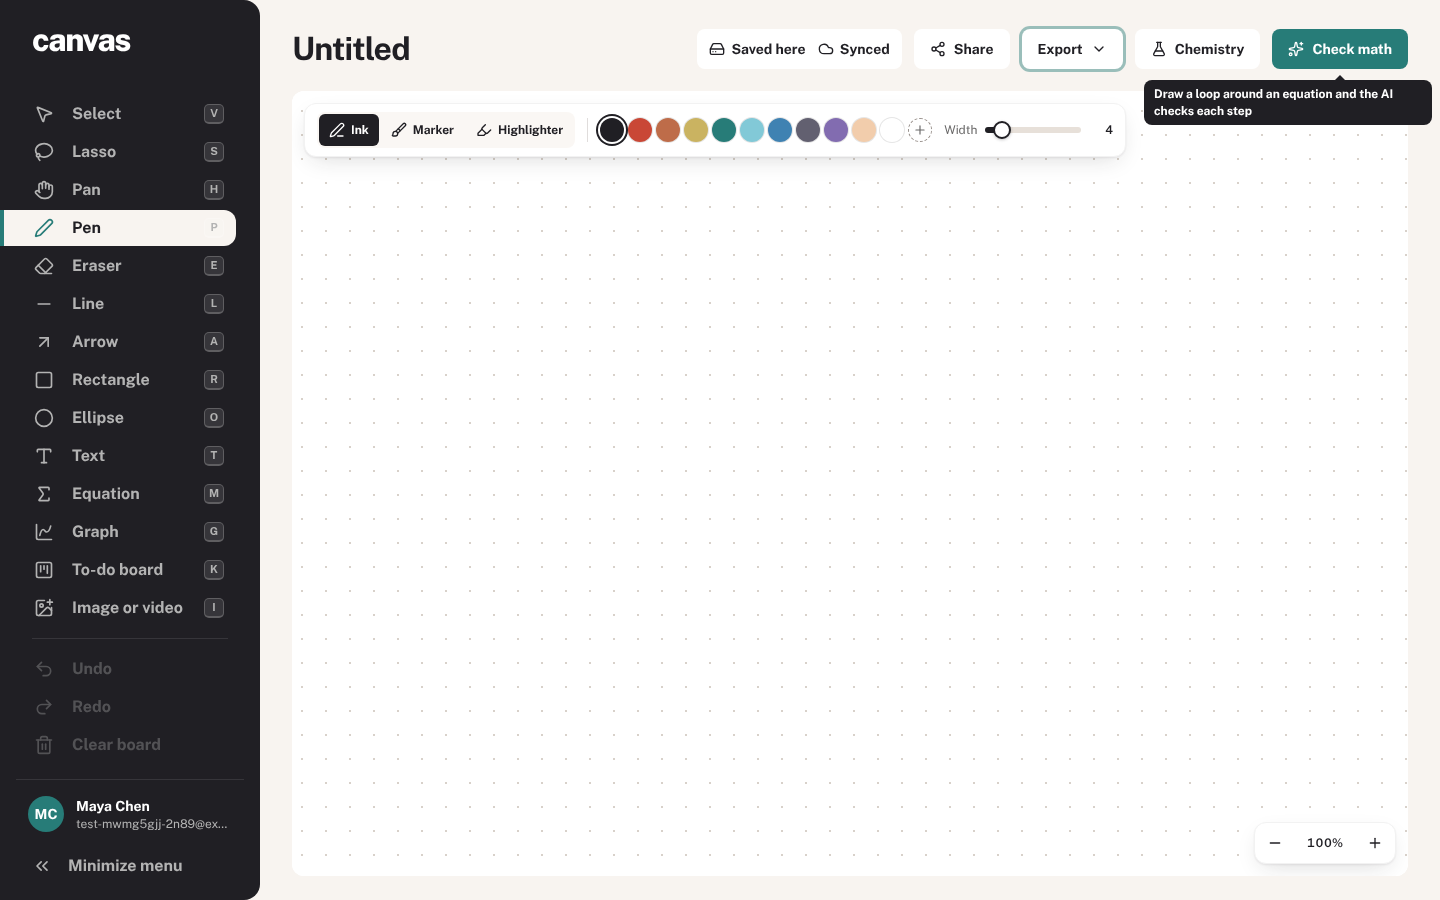 canvas
Select V
Lasso S
Pan H
Pen P
Eraser E
Line L
Arrow A
Rectangle R
Ellipse O
Text T
Equation M
Graph G
To-do board K
Image or video I
Undo
Redo
Clear board
MC
Maya Chen
test-mwmg5gjj-2n89@ex...
Minimize menu
Untitled
Saved here Synced Share Export Chemistry Check math
Draw a loop around an equation and the AI
checks each step
Ink Marker Highlighter Width 4
100%